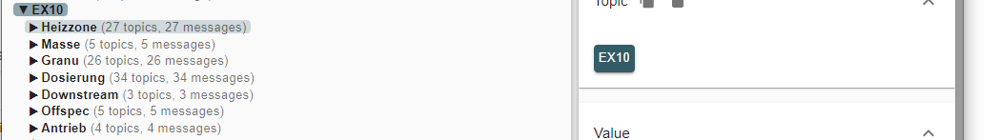 ▼ EX10
▶ Heizzone (27 topics, 27 messages)
▶ Masse (5 topics, 5 messages)
▶ Granu (26 topics, 26 messages)
▶ Dosierung (34 topics, 34 messages)
▶ Downstream (3 topics, 3 messages)
▶ Offspec (5 topics, 5 messages)
▶ Antrieb (4 topics, 4 messages)
Topic
EX10
Value